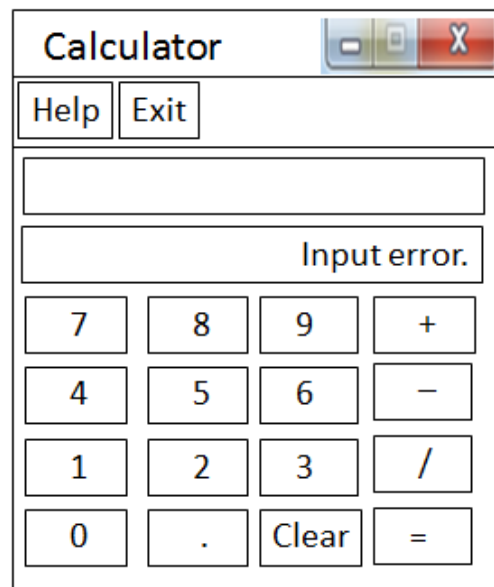 Calculator X
Help Exit
Input error.
7 8 9 +
4 5 6 –
1 2 3 /
0 . Clear =